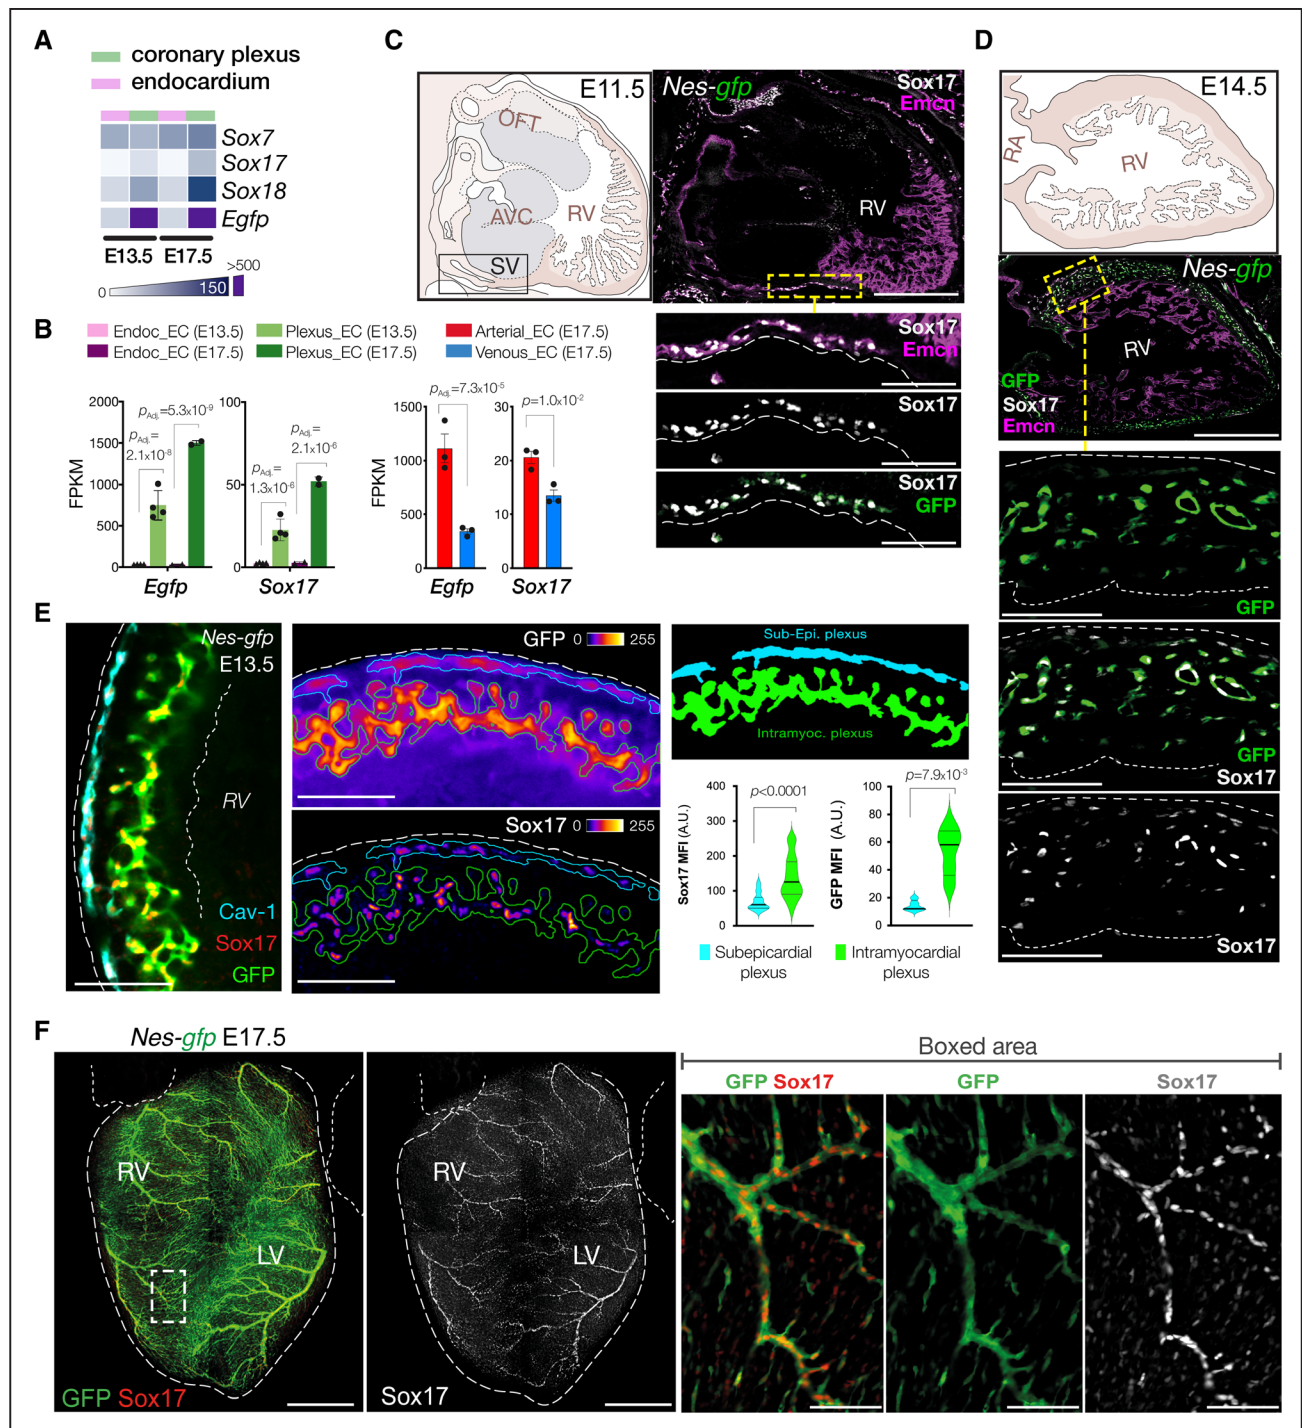 A
coronary plexus
endocardium
Sox7
Sox17
Sox18
Egfp
E13.5 E17.5
>500
0 150
B
Endoc_EC (E13.5) Plexus_EC (E13.5) Arterial_EC (E17.5)
Endoc_EC (E17.5) Plexus_EC (E17.5) Venous_EC (E17.5)
FPKM
2000
1500
1000
500
0
pAdj.=5.3x10-9
pAdj.=
2.1x10-8
Egfp
100
50
0
pAdj.=
2.1x10-6
pAdj.=
1.3x10-6
Sox17
FPKM
1500
1000
500
0
pAdj.=7.3x10-5
Egfp
30
20
10
0
p=1.0x10-2
Sox17
C
E11.5
OFT
AVC
RV
SV
Nes-gfp
Sox17
Emcn
RV
Sox17
Emcn
Sox17
Sox17
GFP
D
E14.5
RA
RV
Nes-gfp
RV
GFP
Sox17
Emcn
GFP
GFP
Sox17
Sox17
E
Nes-gfp
E13.5
RV
Cav-1
Sox17
GFP
GFP 0 255
Sox17 0 255
Sub-Epi. plexus
Intramyoc. plexus
Sox17 MFI (A.U.)
400
300
200
100
0
p<0.0001
GFP MFI (A.U.)
100
80
60
40
20
0
p=7.9x10-3
Subepicardial
plexus
Intramyocardial
plexus
F
Nes-gfp E17.5
RV
LV
GFP Sox17
RV
LV
Sox17
Boxed area
GFP Sox17
GFP
Sox17